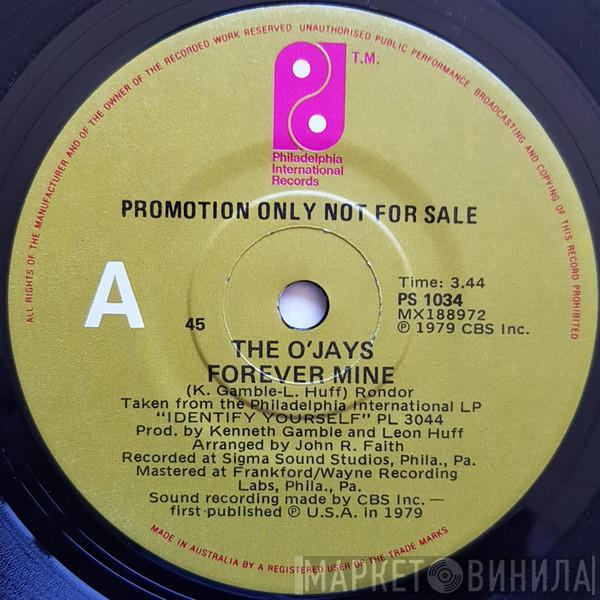 ALL RIGHTS OF THE MANUFACTURER AND OF THE OWNER OF THE RECORDED WORK RESERVED UNAUTHORISED PUBLIC PERFORMANCE BROADCASTING AND COPYING OF THIS RECORD PROHIBITED
T.M.
Philadelphia
International
Records
PROMOTION ONLY NOT FOR SALE
A
45
Time: 3.44
PS 1034
MX188972
℗ 1979 CBS Inc.
THE O'JAYS
FOREVER MINE
(K. Gamble-L. Huff) Rondor
Taken from the Philadelphia International LP
"IDENTIFY YOURSELF" PL 3044
Prod. by Kenneth Gamble and Leon Huff
Arranged by John R. Faith
Recorded at Sigma Sound Studios, Phila., Pa.
Mastered at Frankford/Wayne Recording
Labs, Phila., Pa.
Sound recording made by CBS Inc. —
first published ℗ U.S.A. in 1979
MADE IN AUSTRALIA BY A REGISTERED USER OF THE TRADE MARKS
МАРКЕТ ВИНИЛА